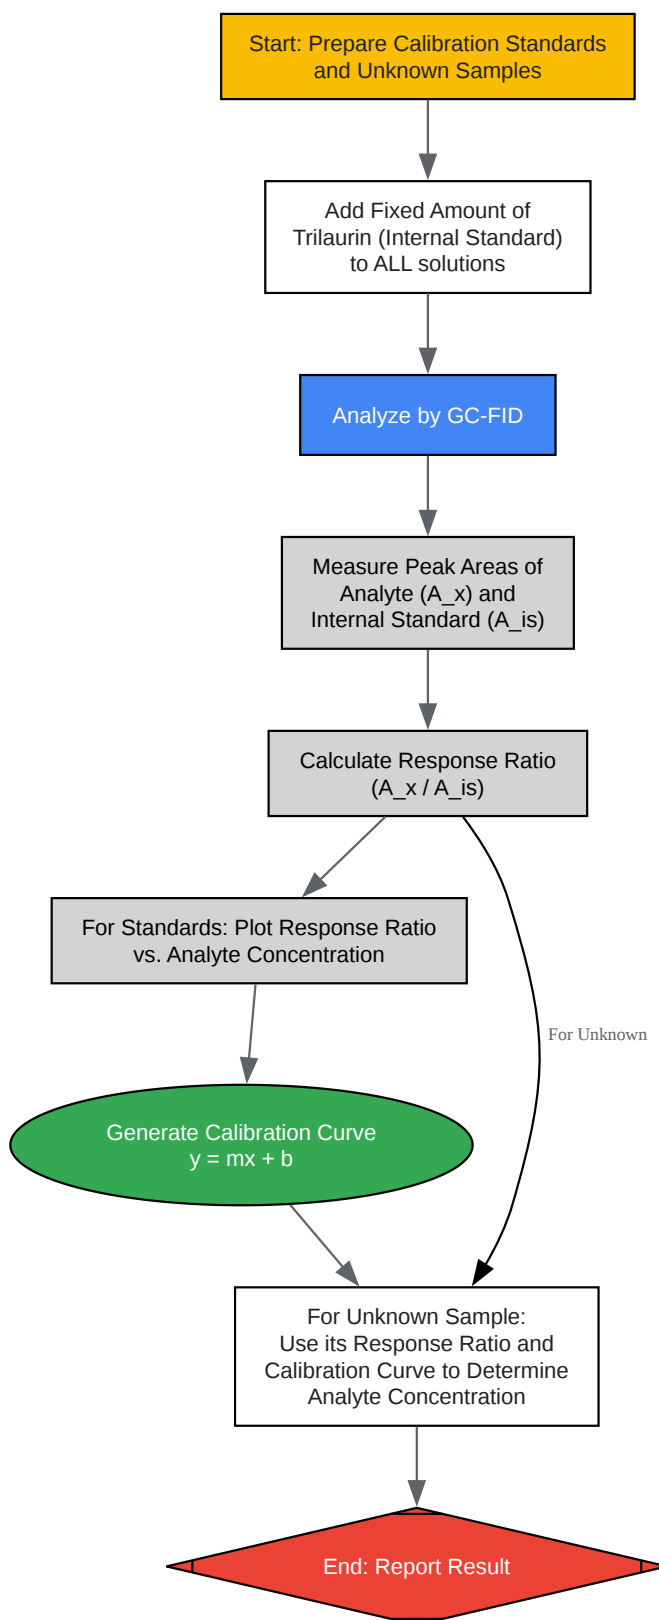 Start: Prepare Calibration Standards
and Unknown Samples
Add Fixed Amount of
Trilaurin (Internal Standard)
to ALL solutions
Analyze by GC-FID
Measure Peak Areas of
Analyte (A_x) and
Internal Standard (A_is)
Calculate Response Ratio
(A_x / A_is)
For Standards: Plot Response Ratio
vs. Analyte Concentration
For Unknown
Generate Calibration Curve
y = mx + b
For Unknown Sample:
Use its Response Ratio and
Calibration Curve to Determine
Analyte Concentration
End: Report Result